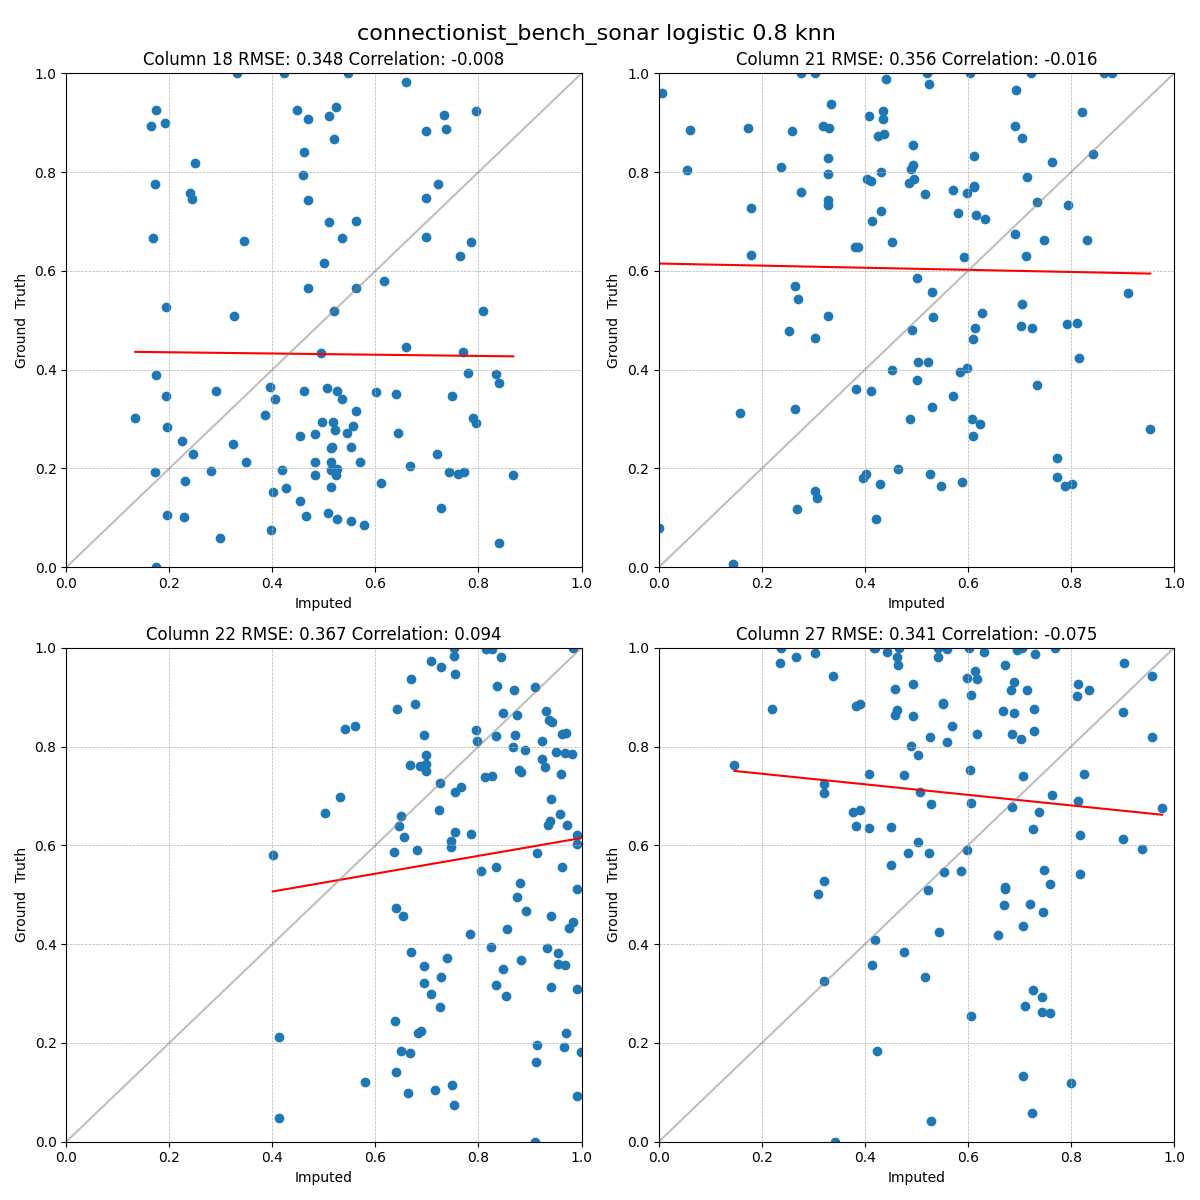 connectionist_bench_sonar logistic 0.8 knn
Column 18 RMSE: 0.348 Correlation: -0.008
Column 21 RMSE: 0.356 Correlation: -0.016
1.0
0.8
0.6
0.4
0.2
0.0
Ground Truth
0.0 0.2 0.4 0.6 0.8 1.0
Imputed
1.0
0.8
0.6
0.4
0.2
0.0
Ground Truth
0.0 0.2 0.4 0.6 0.8 1.0
Imputed
Column 22 RMSE: 0.367 Correlation: 0.094
Column 27 RMSE: 0.341 Correlation: -0.075
1.0
0.8
0.6
0.4
0.2
0.0
Ground Truth
0.0 0.2 0.4 0.6 0.8 1.0
Imputed
1.0
0.8
0.6
0.4
0.2
0.0
Ground Truth
0.0 0.2 0.4 0.6 0.8 1.0
Imputed